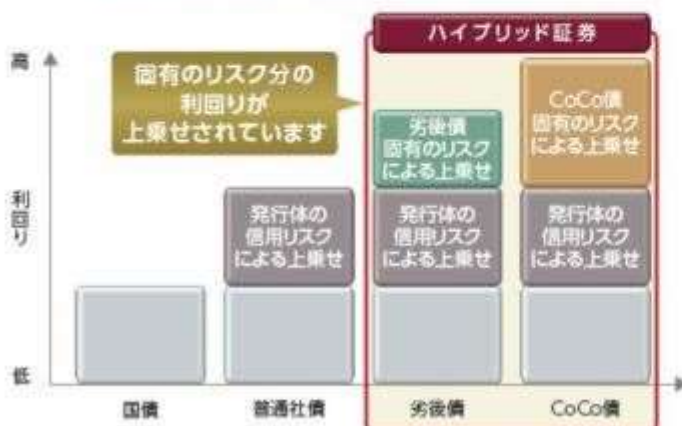 ハイブリッド証券
高
固有のリスク分の
利回りが
上乗せされています
CoCo債
固有のリスク
による上乗せ
劣後債
固有のリスク
による上乗せ
利回り
発行体の
信用リスク
による上乗せ
発行体の
信用リスク
による上乗せ
発行体の
信用リスク
による上乗せ
低
国債
普通社債
劣後債
CoCo債